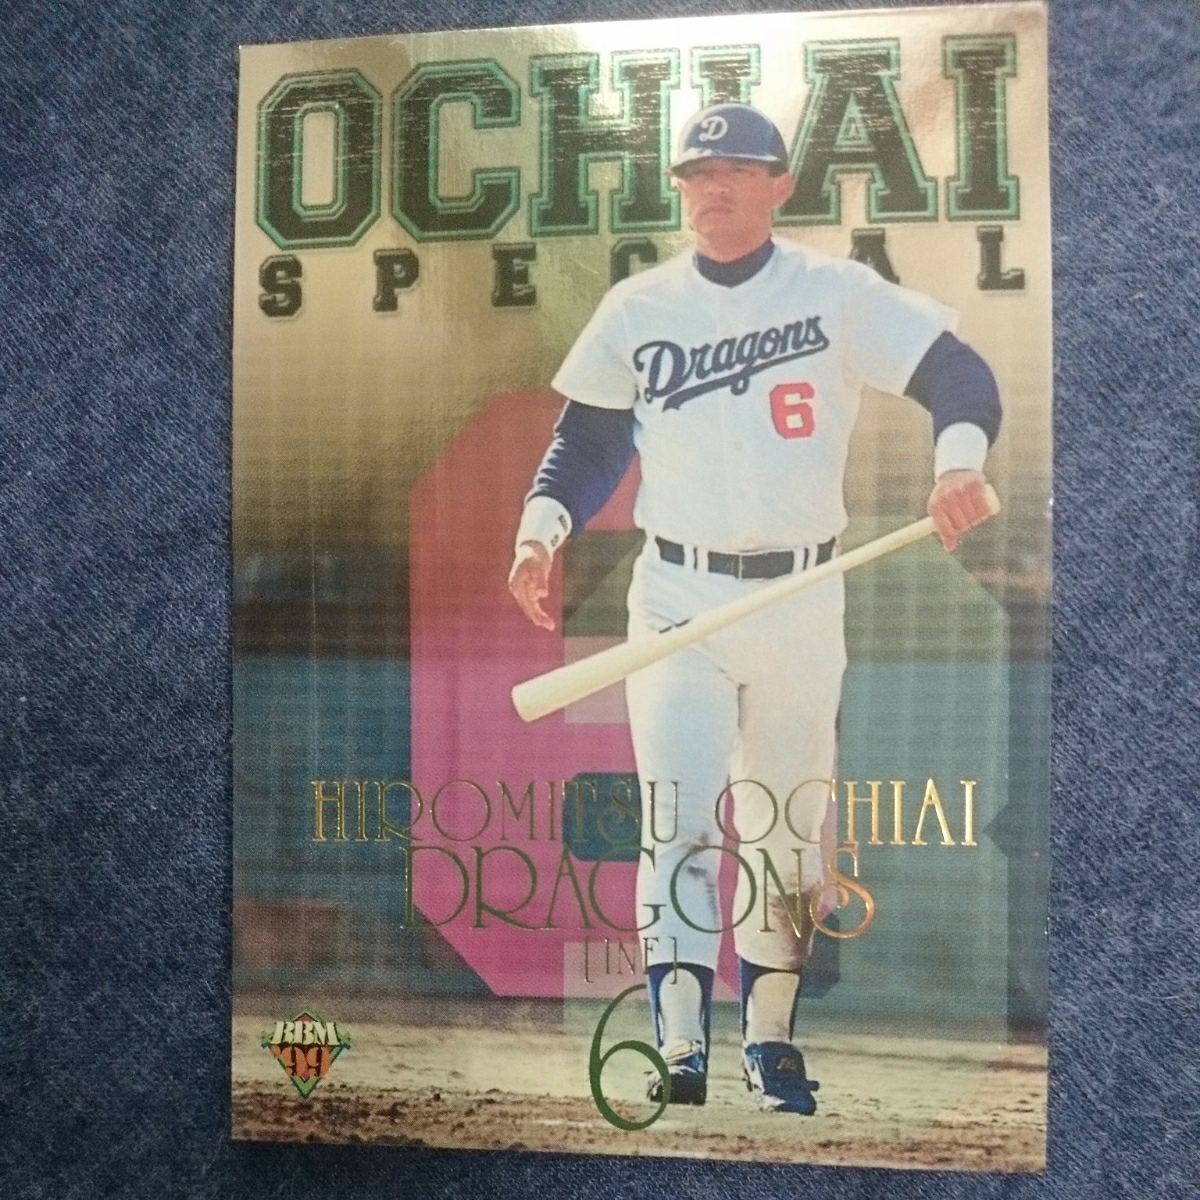 OCHIAI
SPECIAL
D
Dragons
6
HIROMITSU OCHIAI
DRAGONS
[INF]
6
BBM
'99